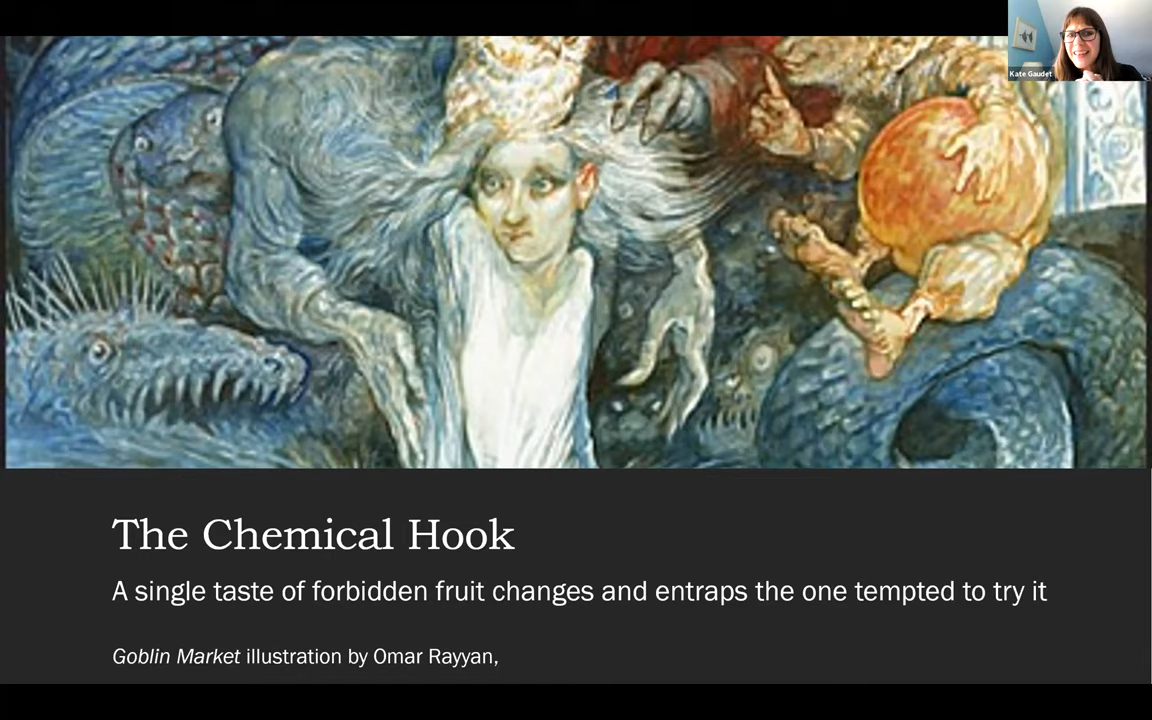 Kate Gaudet
The Chemical Hook
A single taste of forbidden fruit changes and entraps the one tempted to try it
Goblin Market illustration by Omar Rayyan,